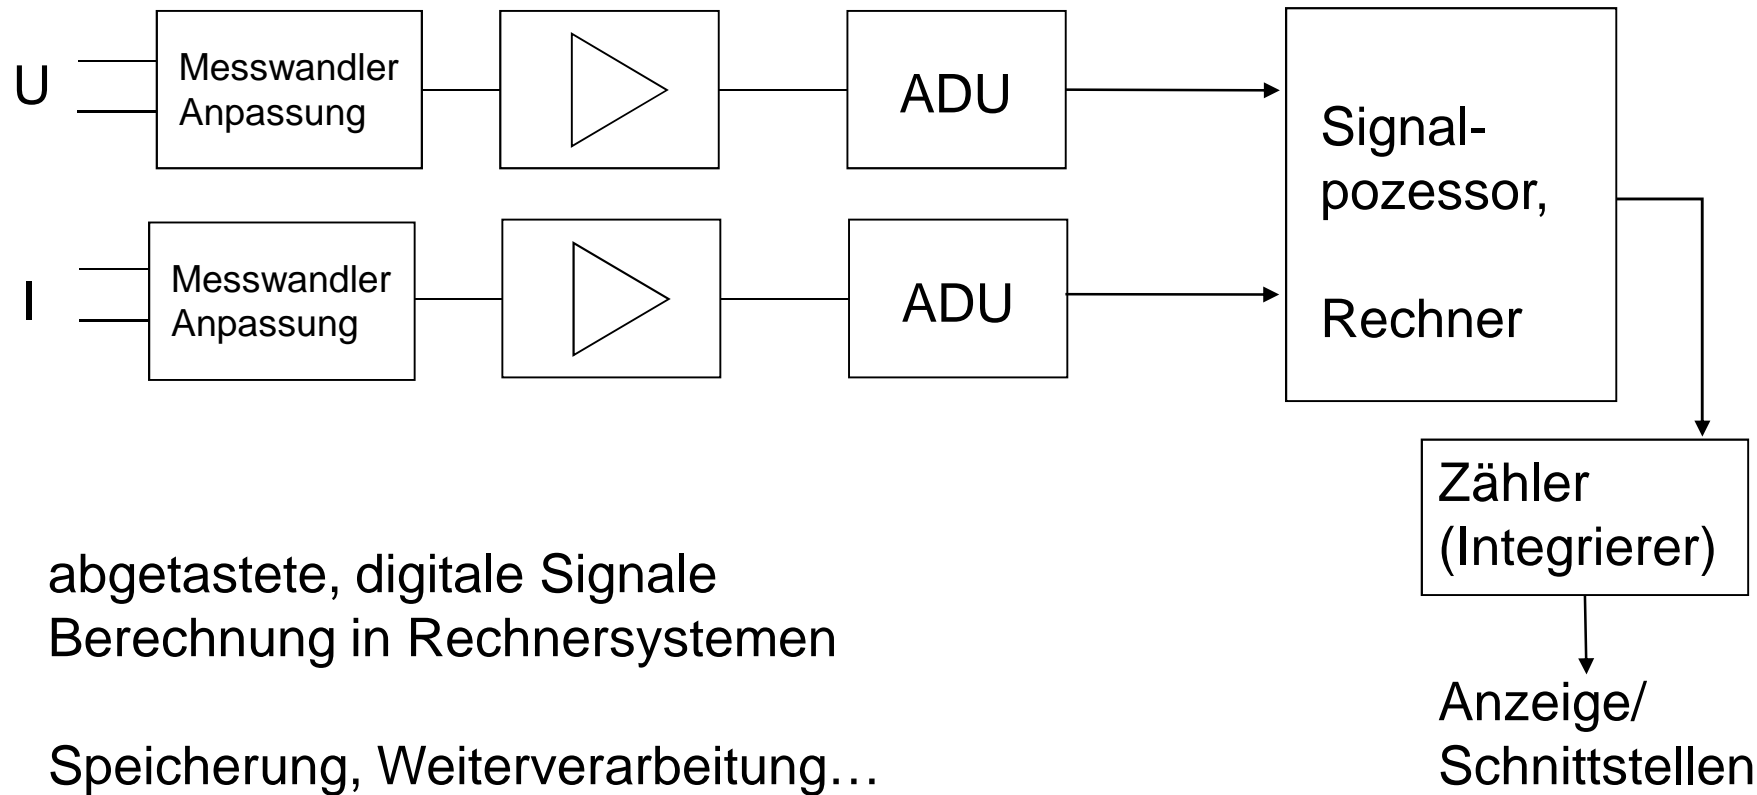 U
Messwandler
Anpassung
ADU
I
Messwandler
Anpassung
ADU
Signal-
pozessor,
Rechner
Zähler
(Integrierer)
Anzeige/
Schnittstellen
abgetastete, digitale Signale
Berechnung in Rechnersystemen
Speicherung, Weiterverarbeitung…